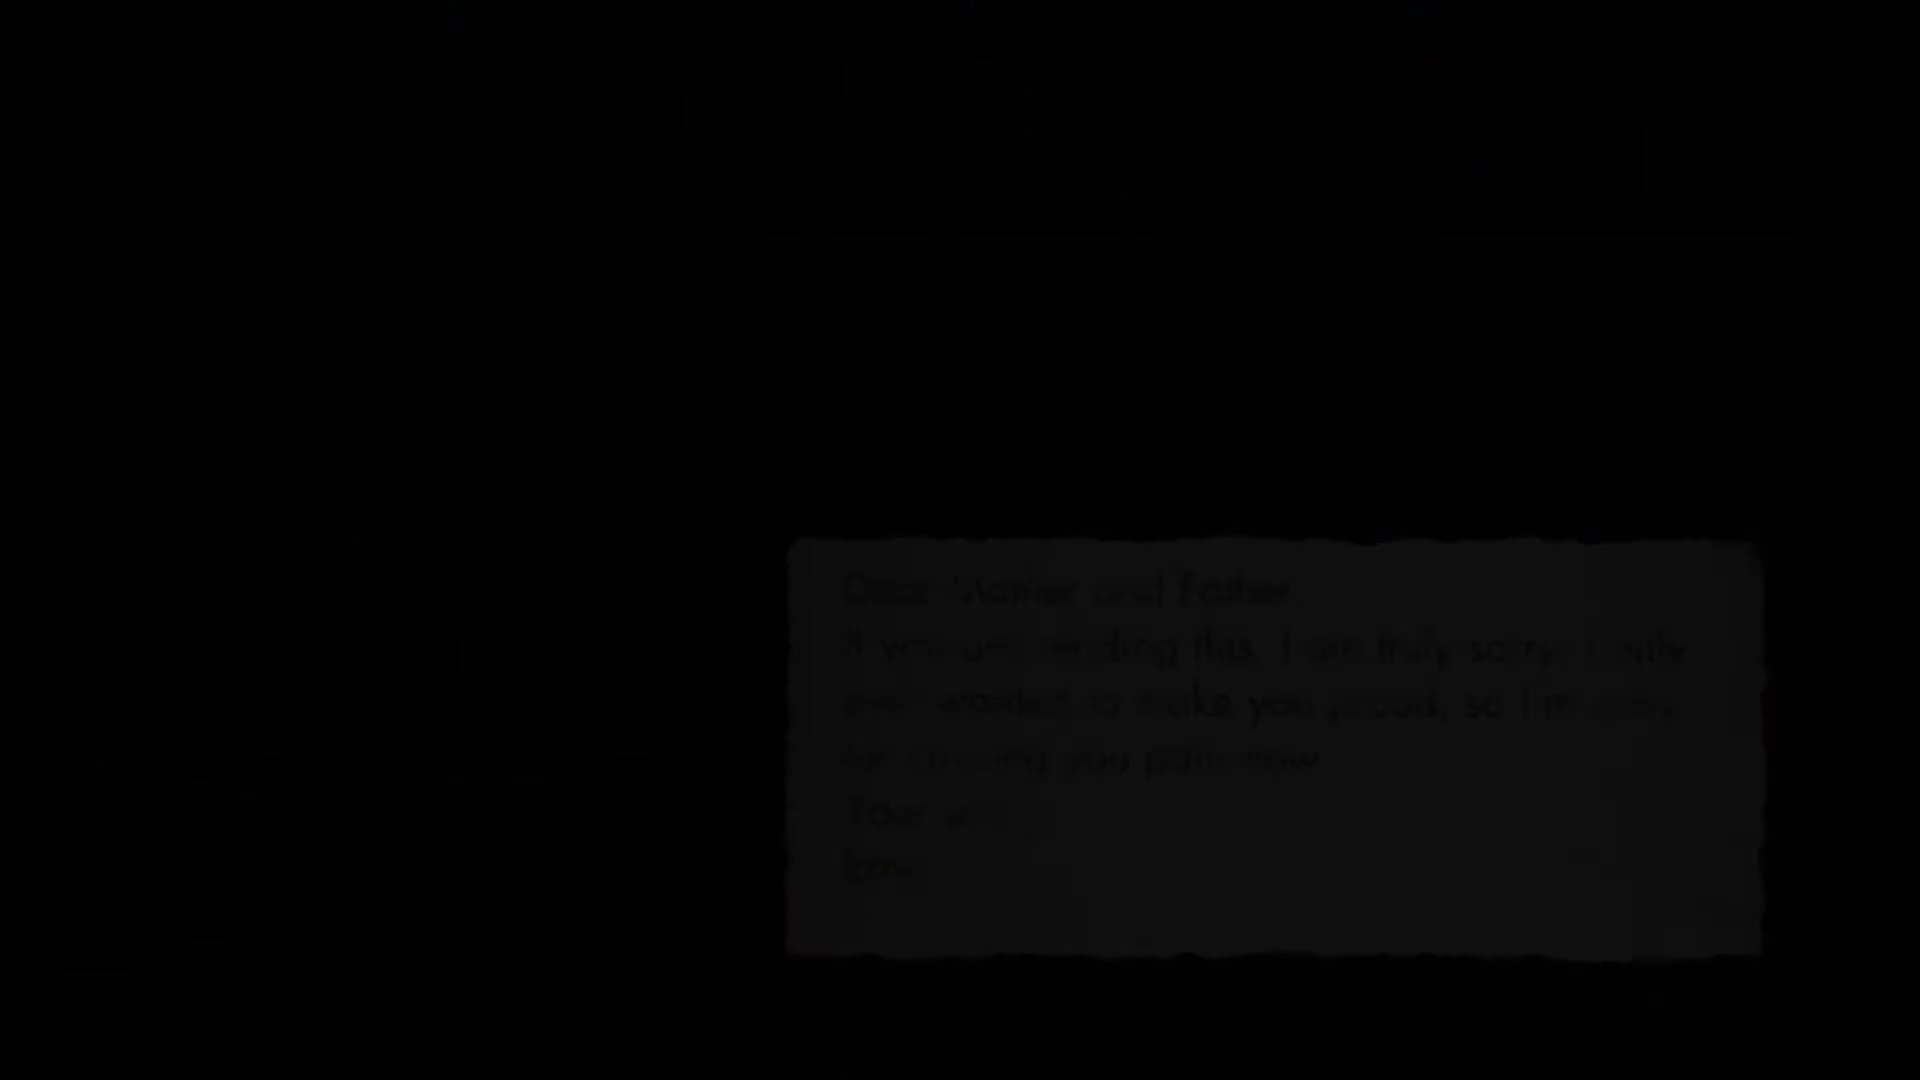 Dear Mother and Father
If you are reading this, I am truly sorry. I only
ever wanted to make you proud, so I'm sorry
for causing you pain now
Your son